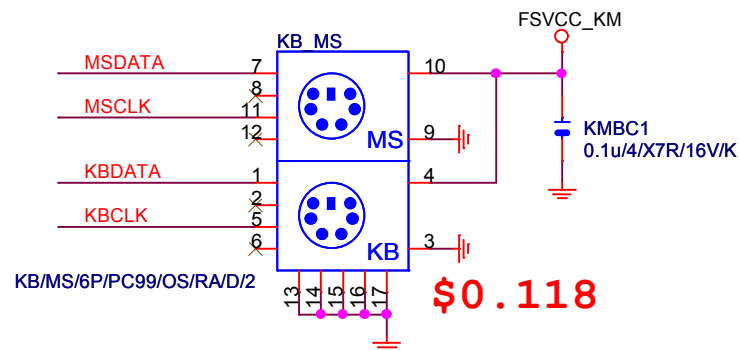 FSVCC_KM
KB_MS
MSDATA 7 10
8
MSCLK 11 KMBC1
12 MS 9 0.1u/4/X7R/16V/K
KBDATA 1 4
2
KBCLK 5
6 KB 3
KB/MS/6P/PC99/OS/RA/D/2
13 14 15 16 17
$0.118